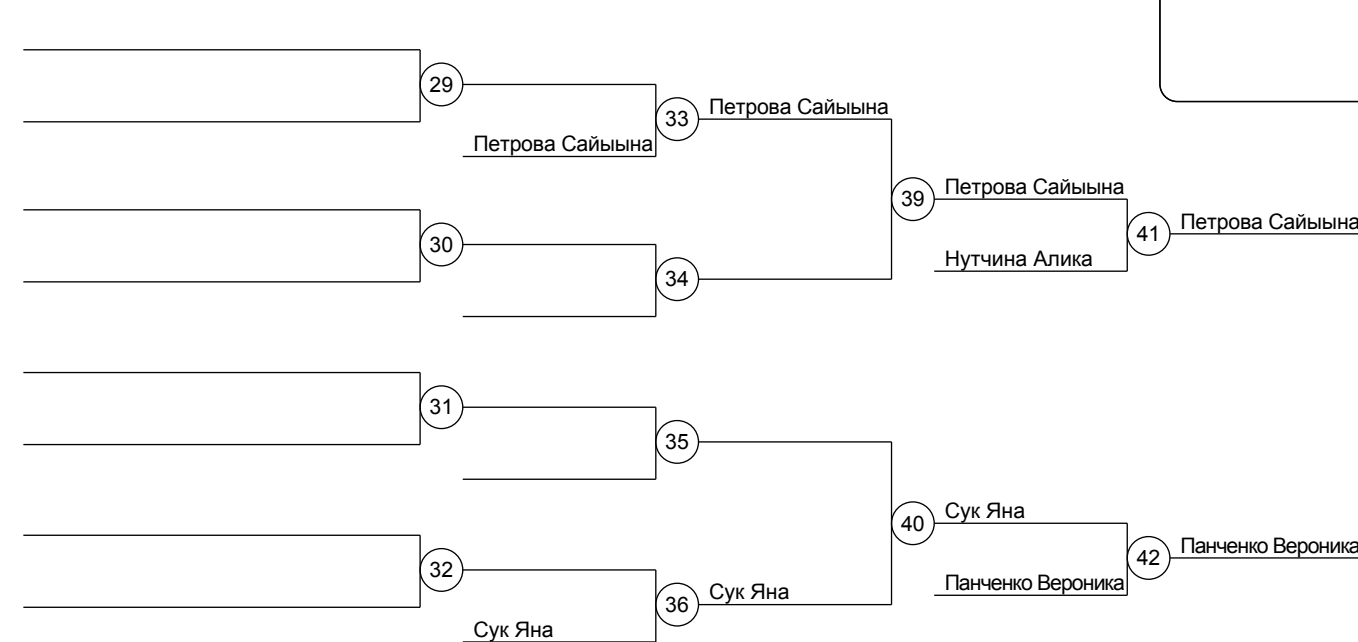 29
33 Петрова Сайыына
Петрова Сайыына
39 Петрова Сайыына
41 Петрова Сайыына
30
Нутчина Алика
34
31
35
40 Сук Яна
42 Панченко Вероника
32
Панченко Вероника
36 Сук Яна
Сук Яна